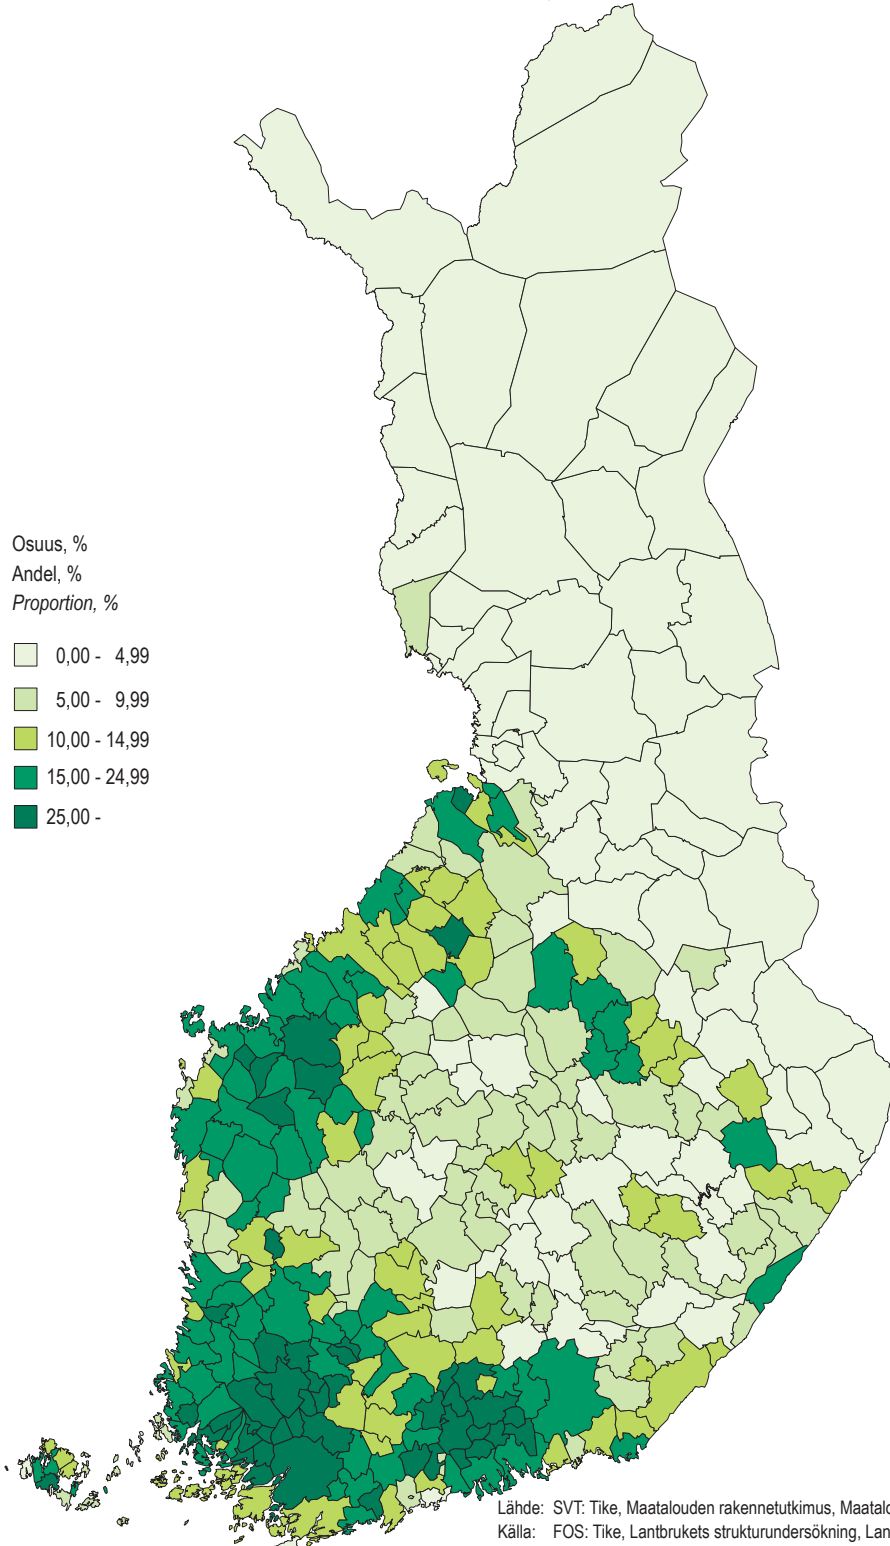 Osuus, %
Andel, %
Proportion, %
0,00 - 4,99
5,00 - 9,99
10,00 - 14,99
15,00 - 24,99
25,00 -
Lähde: SVT: Tike, Maatalouden rakennetutkimus, Maatalo
Källa: FOS: Tike, Lantbrukets strukturundersökning, Lan